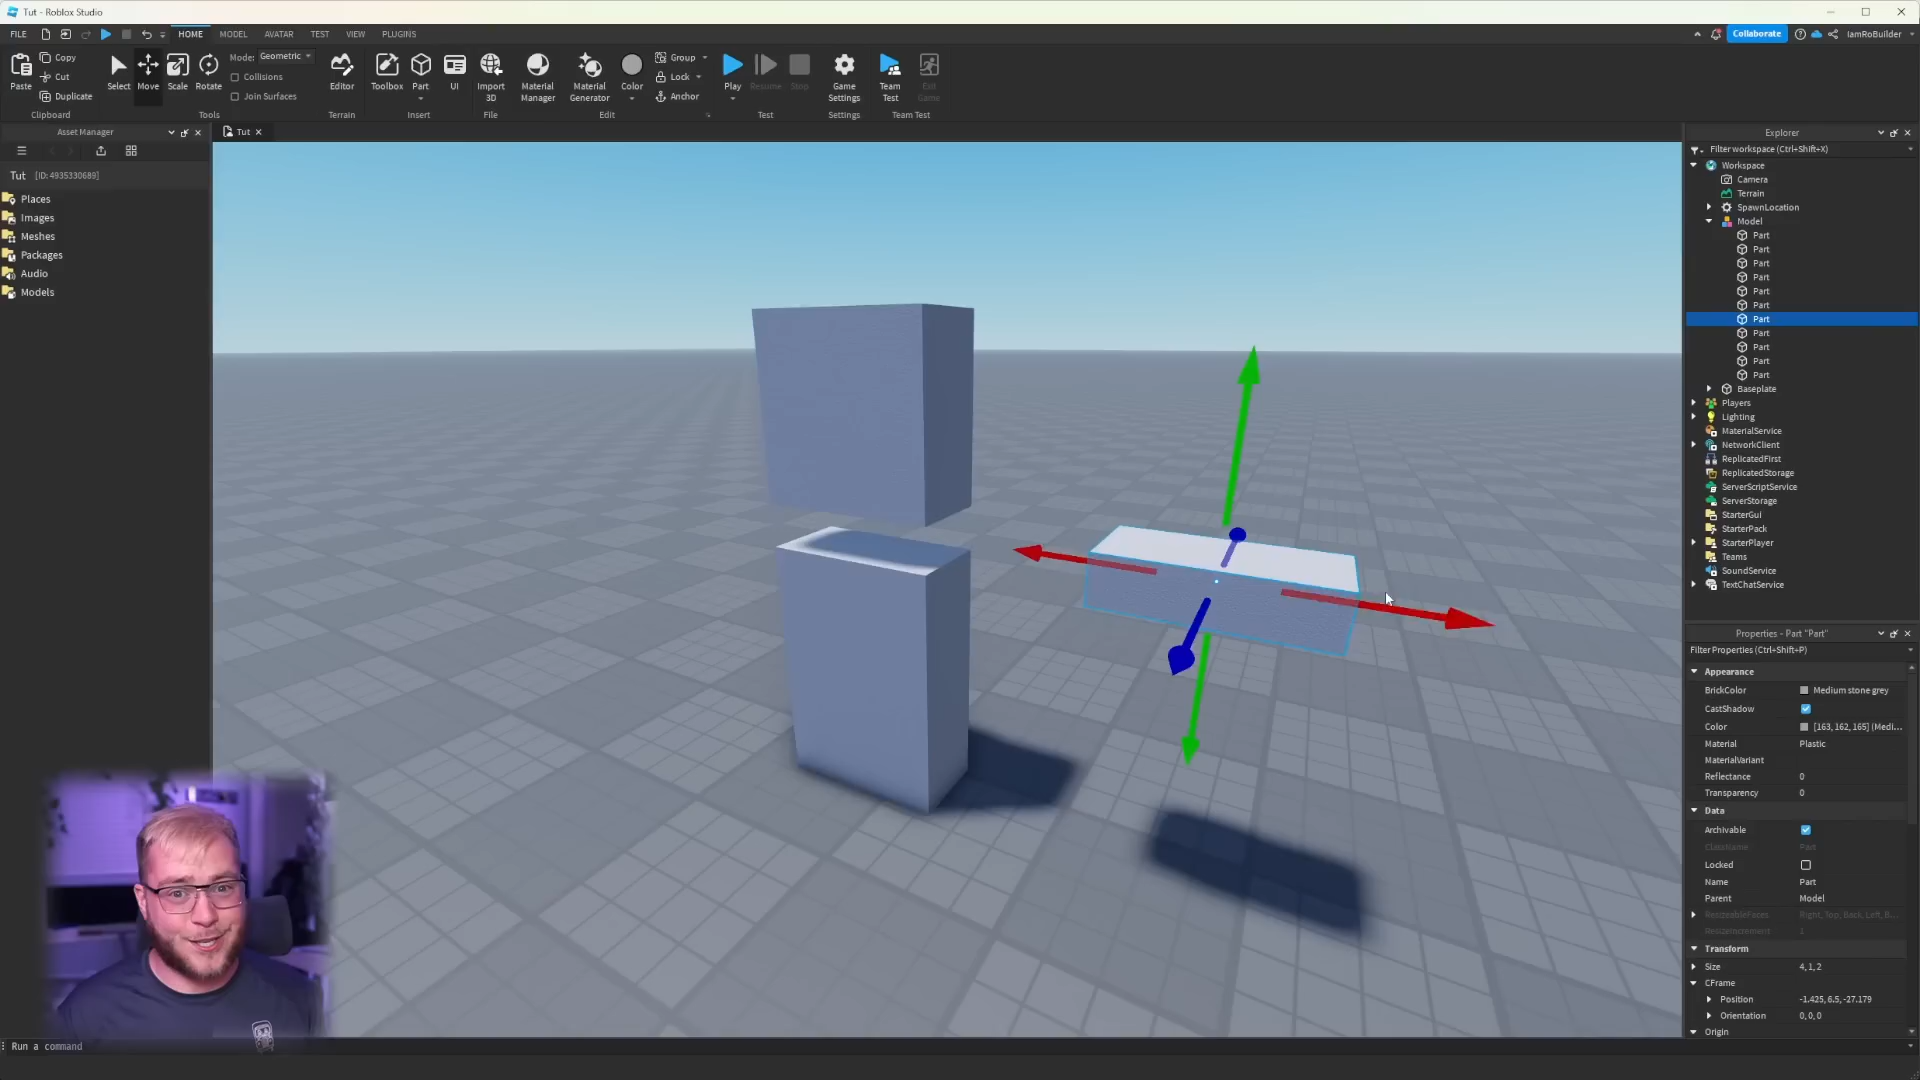 Tut - Roblox Studio
FILE HOME MODEL AVATAR TEST VIEW PLUGINS Collaborate IamRoBuilder
Paste Copy Cut Duplicate
Clipboard
Select Move Scale Rotate
Mode: Geometric
Collisions
Join Surfaces
Tools
Editor
Terrain
Toolbox Part UI
Insert
Import 3D
File
Material Manager
Material Generator
Color
Group
Lock
Anchor
Edit
Play Resume Stop
Test
Game Settings
Settings
Team Test
Exit Game
Team Test
Asset Manager
Tut [ID: 4935330689]
Places
Images
Meshes
Packages
Audio
Models
Tut
Explorer
Filter workspace (Ctrl+Shift+X)
Workspace
Camera
Terrain
SpawnLocation
Model
Part
Part
Part
Part
Part
Part
Part
Part
Part
Part
Part
Baseplate
Players
Lighting
MaterialService
NetworkClient
ReplicatedFirst
ReplicatedStorage
ServerScriptService
ServerStorage
StarterGui
StarterPack
StarterPlayer
Teams
SoundService
TextChatService
Properties - Part "Part"
Filter Properties (Ctrl+Shift+P)
Appearance
BrickColor Medium stone grey
CastShadow
Color [163, 162, 165] (Medi...
Material Plastic
MaterialVariant
Reflectance 0
Transparency 0
Data
Archivable
ClassName Part
Locked
Name Part
Parent Model
ResizeableFaces Right, Top, Back, Left, B...
ResizeIncrement 1
Transform
Size 4, 1, 2
CFrame
Position -1.425, 6.5, -27.179
Orientation 0, 0, 0
Origin
Run a command